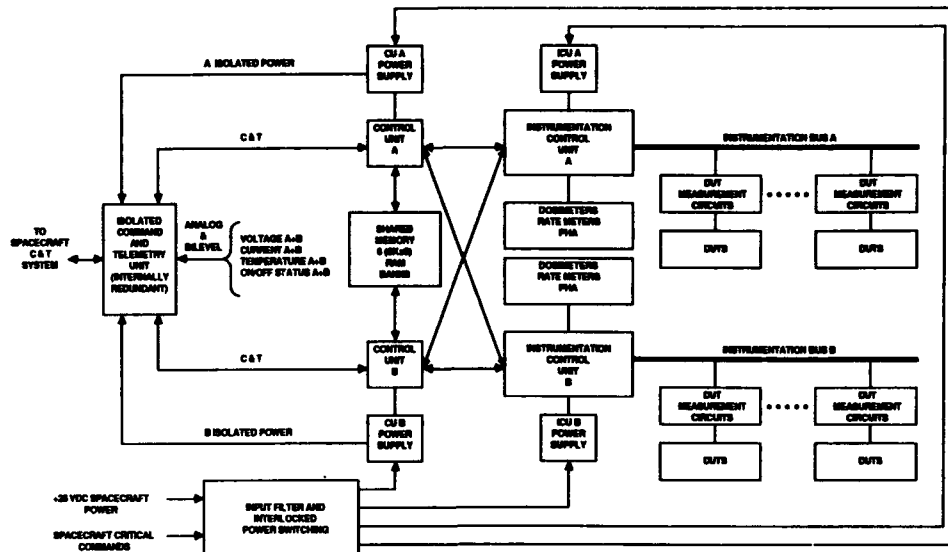 CU A
POWER
SUPPLY
ICU A
POWER
SUPPLY
A ISOLATED POWER
C & T
CONTROL
UNIT
A
INSTRUMENTATION
CONTROL
UNIT
A
INSTRUMENTATION BUS A
DUT
MEASUREMENT
CIRCUITS
DUT
MEASUREMENT
CIRCUITS
DUTS
DUTS
TO
SPACECRAFT
C & T
SYSTEM
ISOLATED
COMMAND
AND
TELEMETRY
UNIT
(INTERNALLY
REDUNDANT)
ANALOG
&
BILEVEL
VOLTAGE A+B
CURRENT A+B
TEMPERATURE A+B
ON/OFF STATUS A+B
SHARED
MEMORY
RAM
BANKS
DOSIMETERS
RATE METERS
PHA
DOSIMETERS
RATE METERS
PHA
C & T
CONTROL
UNIT
B
INSTRUMENTATION
CONTROL
UNIT
B
INSTRUMENTATION BUS B
DUT
MEASUREMENT
CIRCUITS
DUT
MEASUREMENT
CIRCUITS
DUTS
DUTS
B ISOLATED POWER
CU B
POWER
SUPPLY
ICU B
POWER
SUPPLY
VDC SPACECRAFT
POWER
SPACECRAFT CRITICAL
COMMANDS
INPUT FILTER AND
INTERLOCKED
POWER SWITCHING